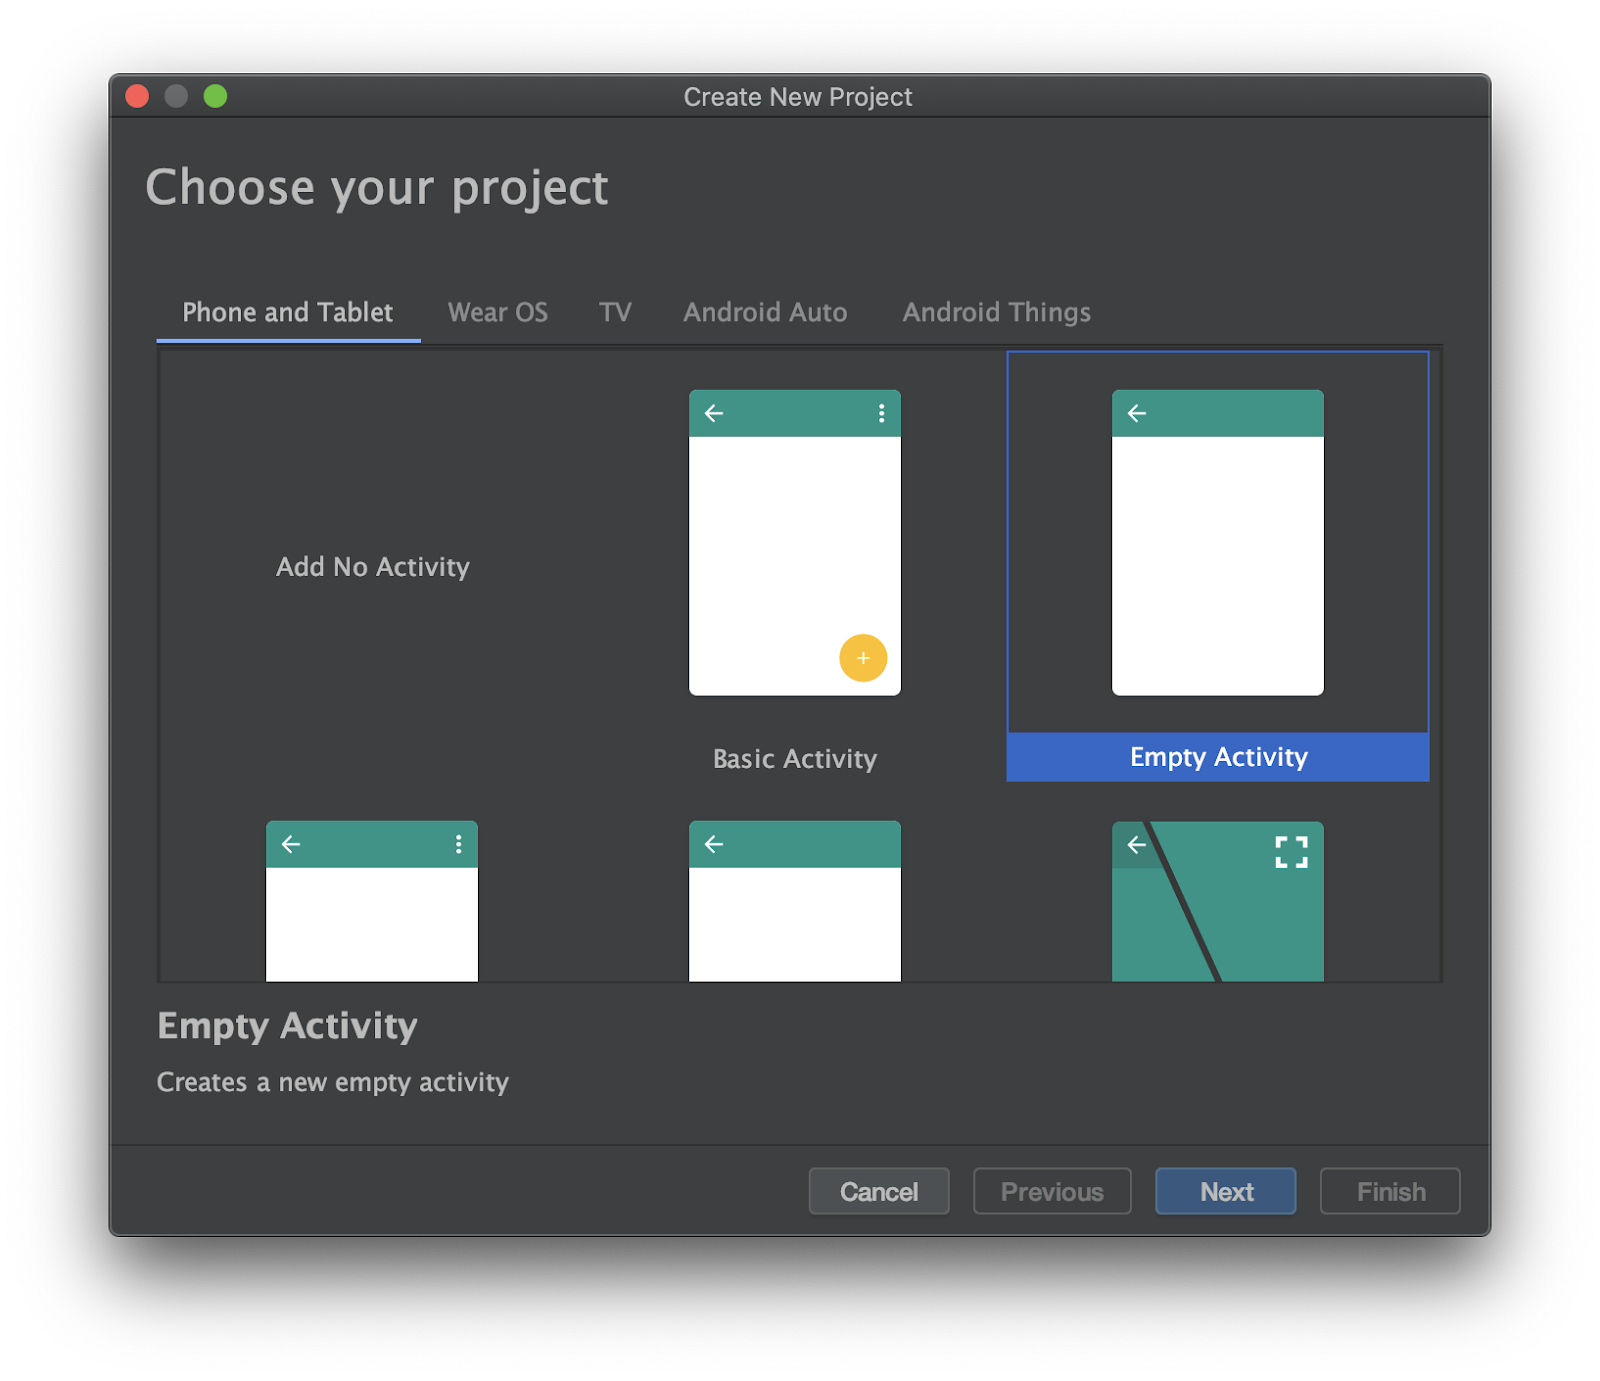 Create New Project
Choose your project
Phone and Tablet Wear OS TV Android Auto Android Things
Add No Activity
+
Basic Activity
Empty Activity
Empty Activity
Creates a new empty activity
Cancel Previous Next Finish